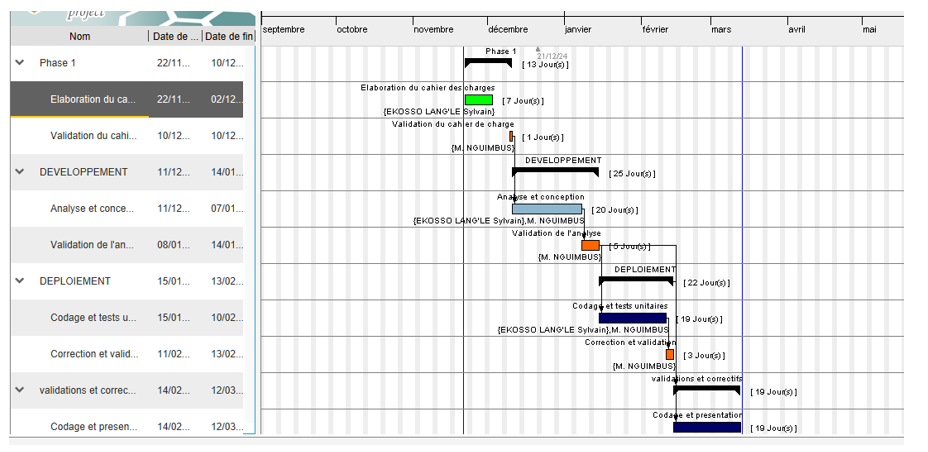 project
Nom
Date de ...
Date de fin
septembre
octobre
novembre
décembre
janvier
février
mars
avril
mai
Phase 1
22/11...
10/12...
Phase 1
21/12/24
[ 13 Jour(s) ]
Elaboration du ca...
22/11...
02/12...
Elaboration du cahier des charges
[ 7 Jour(s) ]
{EKOSSO LANG'LE Sylvain}
Validation du cahi...
10/12...
10/12...
Validation du cahier de charge
[ 1 Jour(s) ]
{M. NGUIMBUS}
DEVELOPPEMENT
11/12...
14/01...
DEVELOPPEMENT
[ 25 Jour(s) ]
Analyse et conce...
11/12...
07/01...
Analyse et conception
[ 20 Jour(s) ]
{EKOSSO LANG'LE Sylvain},M. NGUIMBUS}
Validation de l'an...
08/01...
14/01...
Validation de l'analyse
[ 5 Jour(s) ]
{M. NGUIMBUS}
DEPLOIEMENT
15/01...
13/02...
DEPLOIEMENT
[ 22 Jour(s) ]
Codage et tests u...
15/01...
10/02...
Codage et tests unitaires
[ 19 Jour(s) ]
{EKOSSO LANG'LE Sylvain},M. NGUIMBUS
Correction et valid...
11/02...
13/02...
Correction et validation
[ 3 Jour(s) ]
{M. NGUIMBUS}
validations et correc...
14/02...
12/03...
validations et correctifs
[ 19 Jour(s) ]
Codage et presen...
14/02...
12/03...
Codage et presentation
[ 19 Jour(s) ]